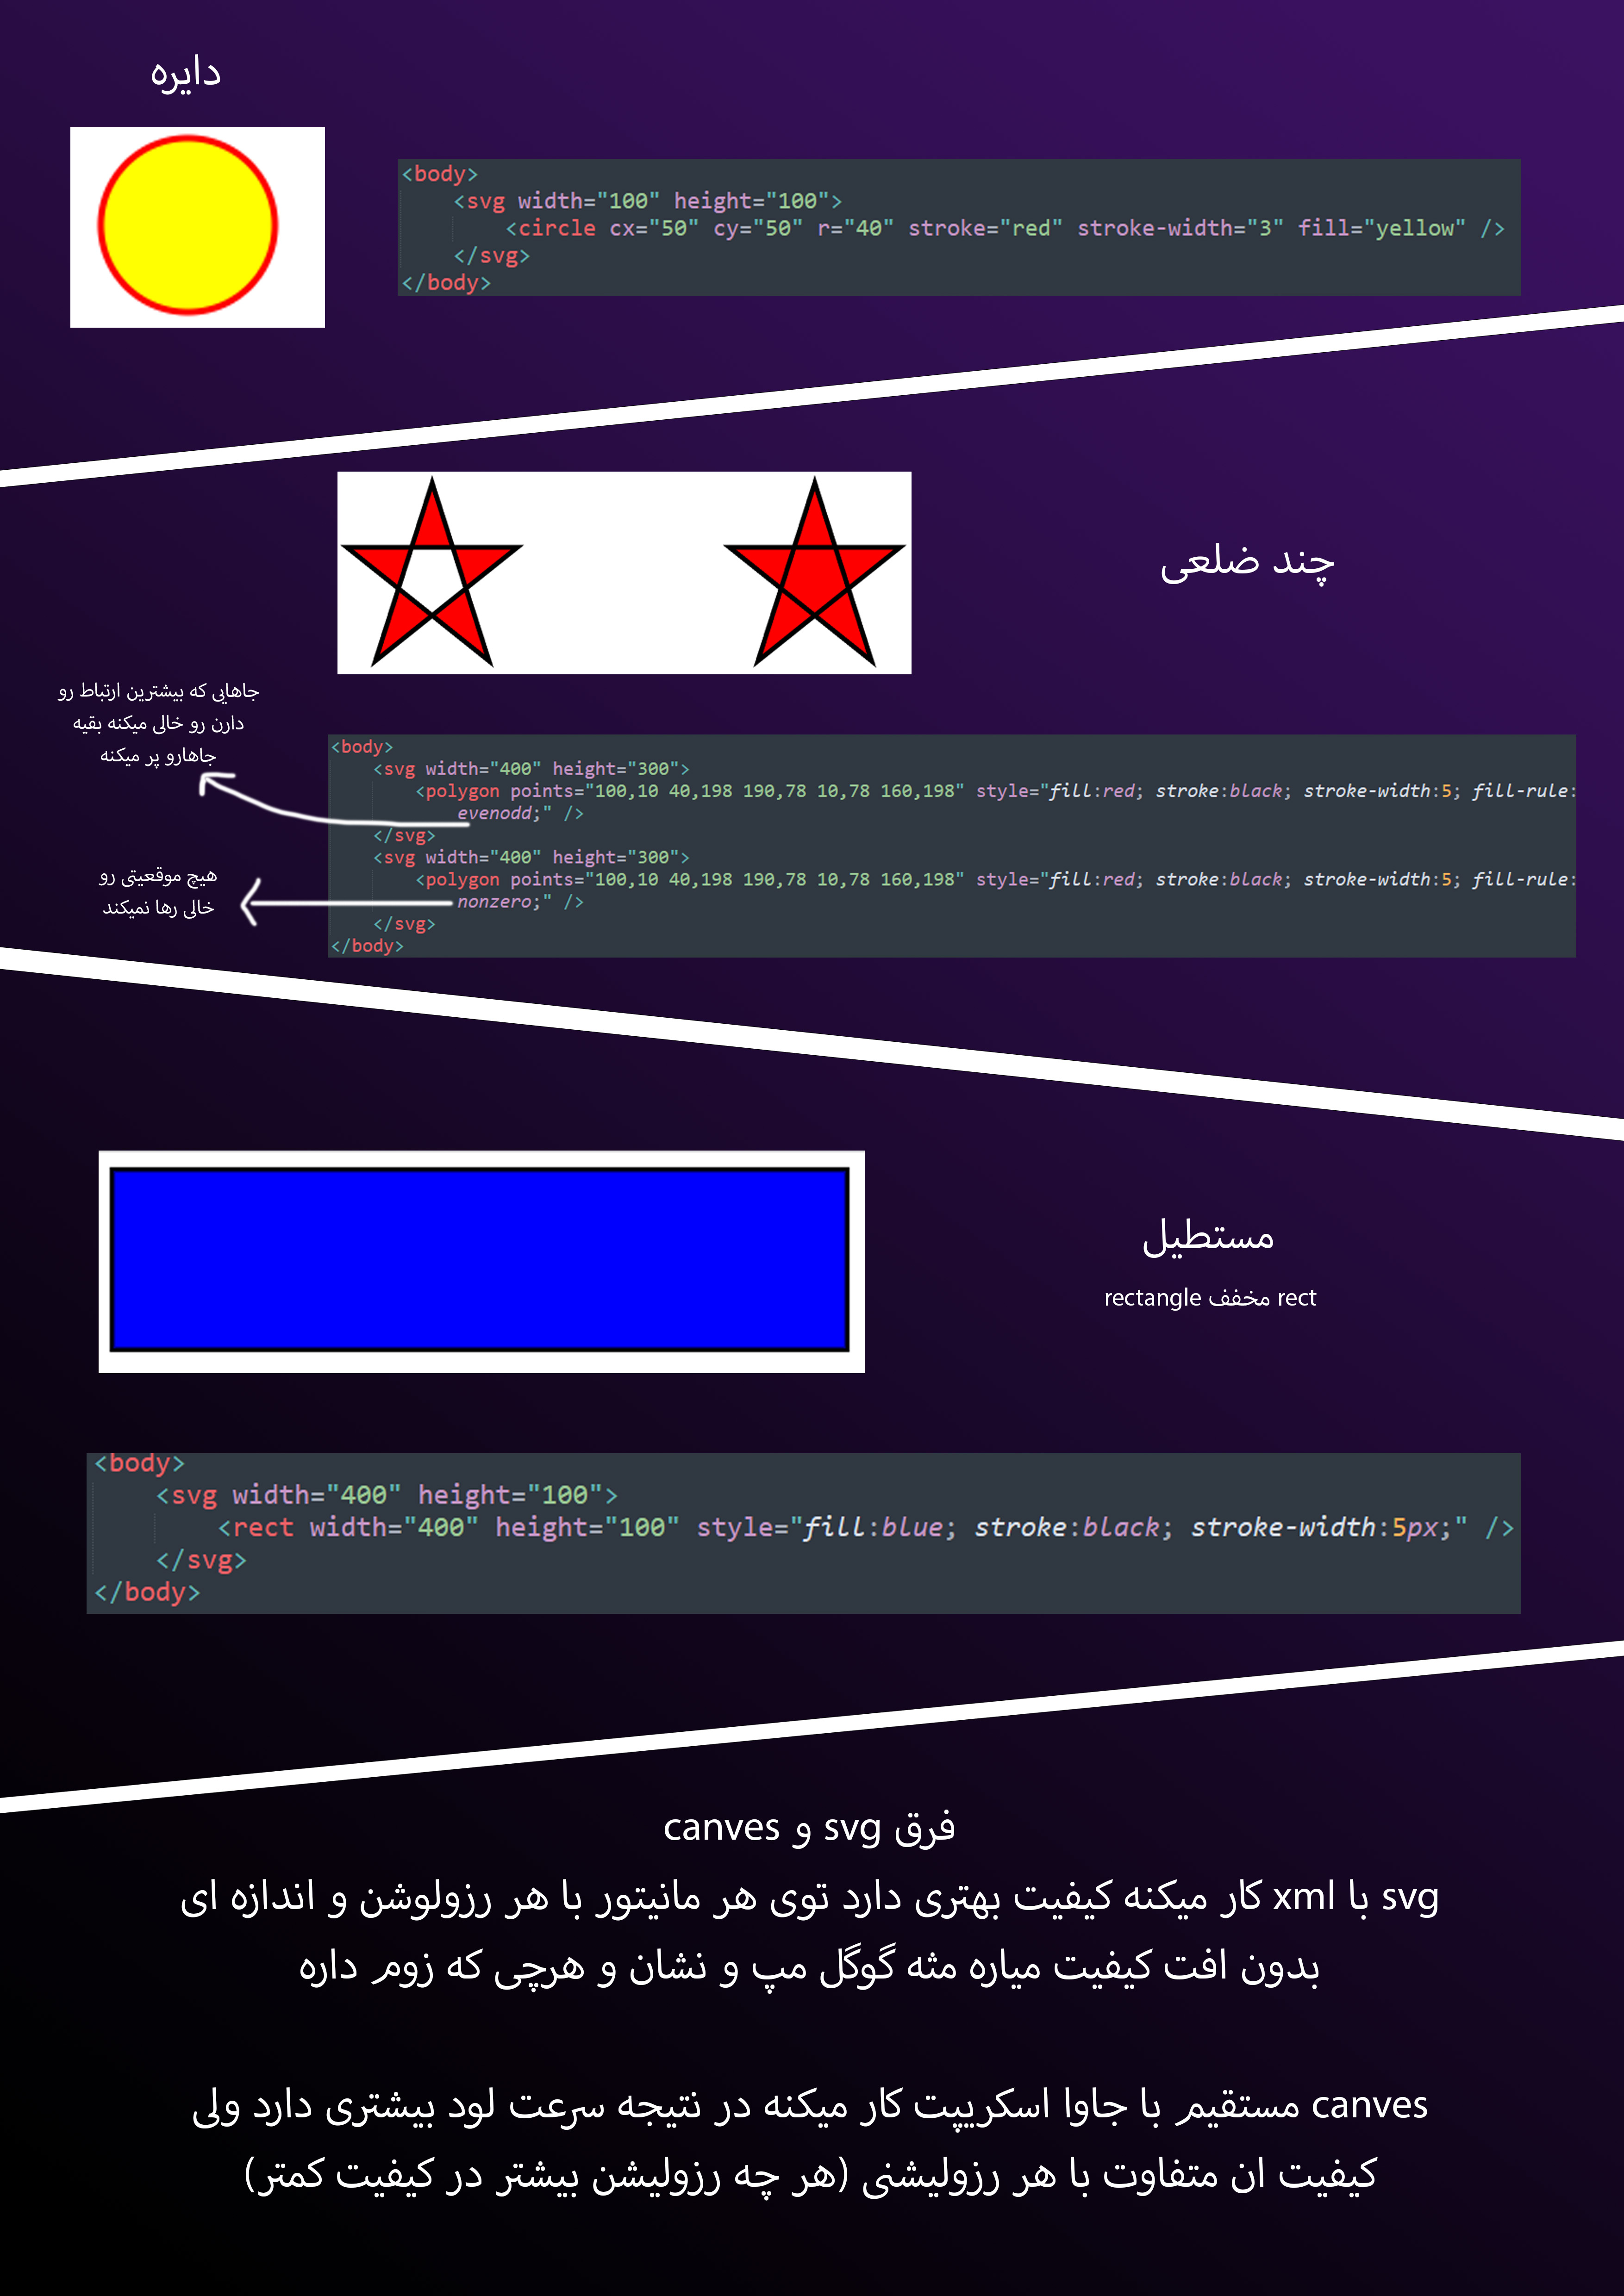 دایره
<body>
<svg width="100" height="100">
<circle cx="50" cy="50" r="40" stroke="red" stroke-width="3" fill="yellow" />
</svg>
</body>
چند ضلعی
جاهایی که بیشترین ارتباط رو
دارن رو خالی میکنه بقیه
جاهارو پر میکنه
<body>
<svg width="400" height="300">
<polygon points="100,10 40,198 190,78 10,78 160,198" style="fill:red; stroke:black; stroke-width:5; fill-rule:
evenodd;" />
</svg>
<svg width="400" height="300">
<polygon points="100,10 40,198 190,78 10,78 160,198" style="fill:red; stroke:black; stroke-width:5; fill-rule:
nonzero;" />
</svg>
</body>
هیچ موقعیتی رو
خالی رها نمیکند
مستطیل
rect مخفف rectangle
<body>
<svg width="400" height="100">
<rect width="400" height="100" style="fill:blue; stroke:black; stroke-width:5px;" />
</svg>
</body>
فرق svg و canves
svg با xml کار میکنه کیفیت بهتری دارد توی هر مانیتور با هر رزولوشن و اندازه ای
بدون افت کیفیت میاره مثه گوگل مپ و نشان و هرچی که زوم داره
canves مستقیم با جاوا اسکریپت کار میکنه در نتیجه سرعت لود بیشتری دارد ولی
کیفیت ان متفاوت با هر رزولیشنی (هر چه رزولیشن بیشتر در کیفیت کمتر)